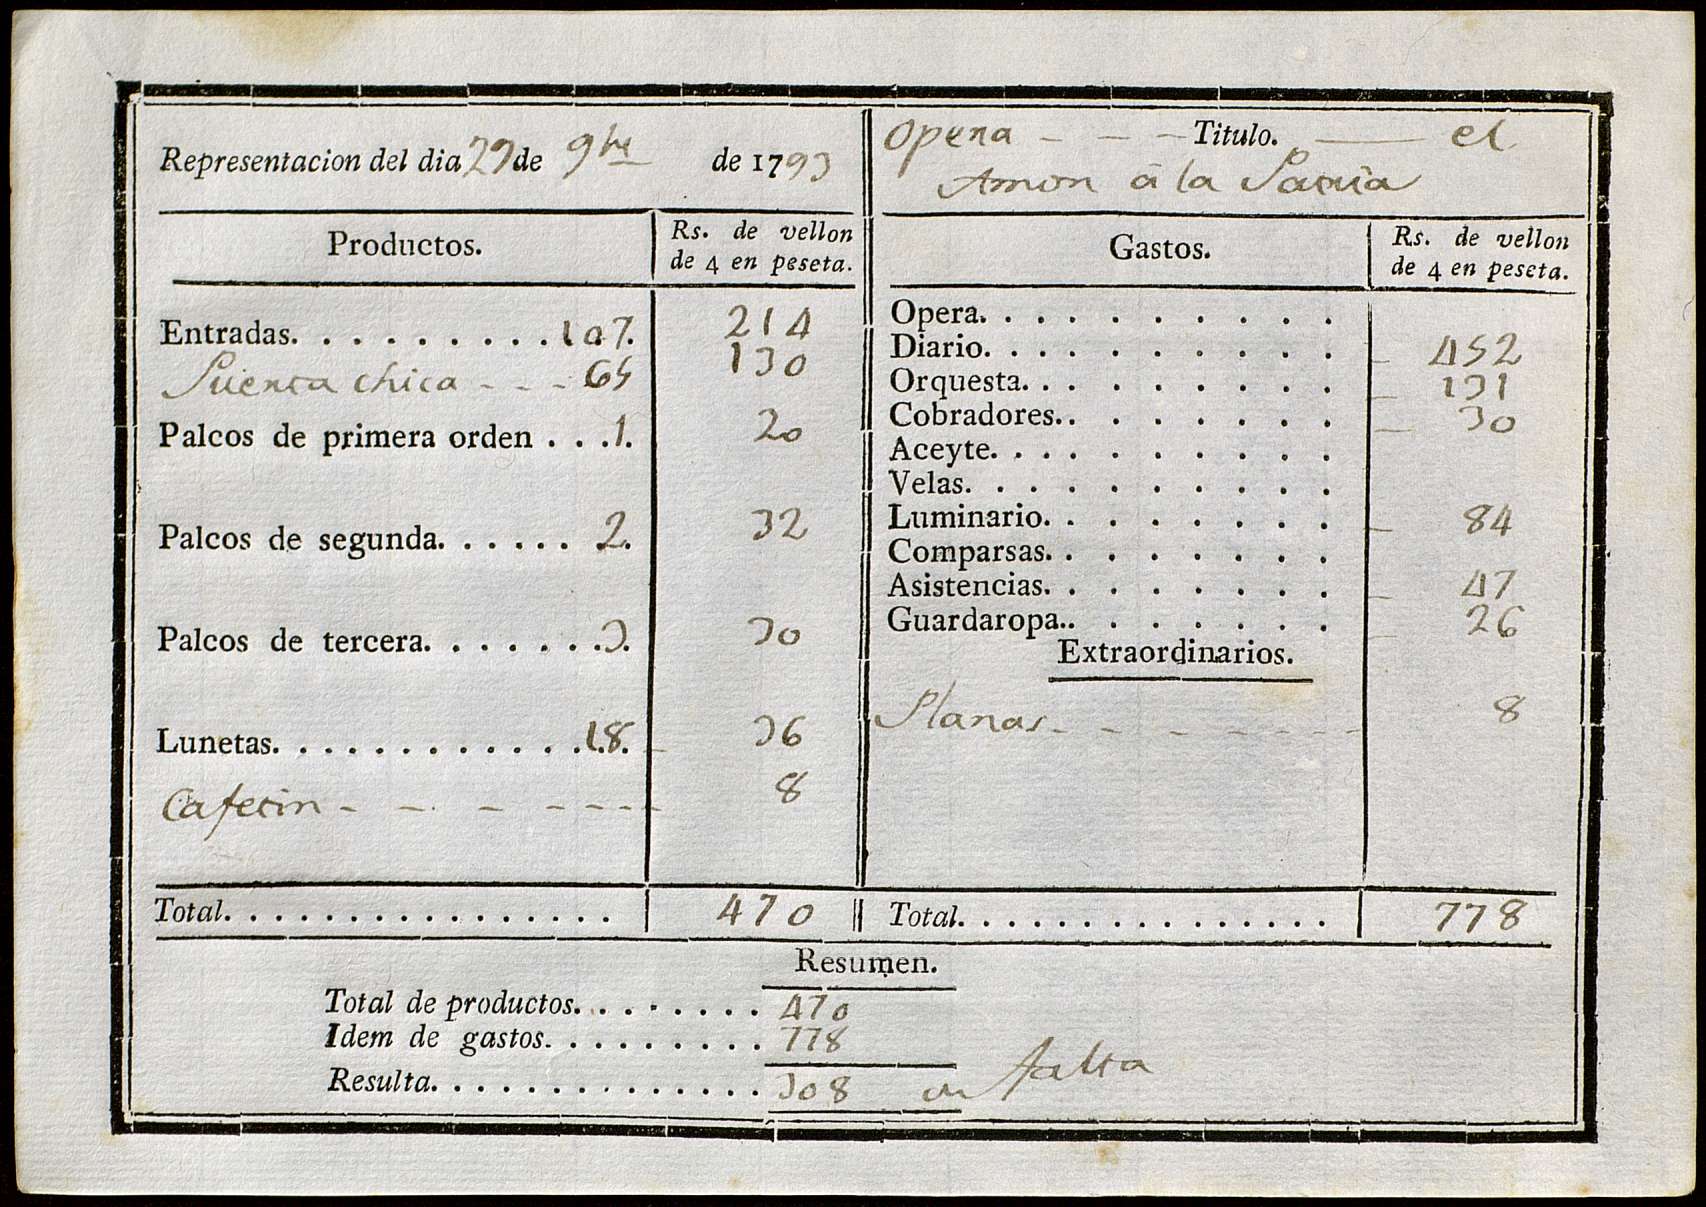 Representacion del dia 29 de 9bre de 1793
Productos.
Rs. de vellon
de 4 en peseta.
Entradas. . . . . . . . . . 107. 214
Puerta chica - - - 65 130
Palcos de primera orden . . . 1. 20
Palcos de segunda. . . . . . 2. 32
Palcos de tercera. . . . . . . . 3. 30
Lunetas. . . . . . . . . . . . . 18. 36
Cafetin - - - - - - - 8
Total. . . . . . . . . . . . . . . . 470
Opera - - - Titulo. — el
Amor â la Patria
Gastos.
Rs. de vellon
de 4 en peseta.
Opera. . . . . . . . . .
Diario. . . . . . . . . . 452
Orquesta. . . . . . . . . 131
Cobradores.. . . . . . . 30
Aceyte. . . . . . . . . .
Velas. . . . . . . . . . .
Luminario. . . . . . . . 84
Comparsas. . . . . . . .
Asistencias. . . . . . . . 47
Guardaropa.. . . . . . . 26
Extraordinarios.
Planas - - - - - - - 8
Total. . . . . . . . . . . . . . . 778
Resumen.
Total de productos. . . . . . . . 470
Idem de gastos. . . . . . . . . 778
Resulta. . . . . . . . . . . . . . 308 en falta